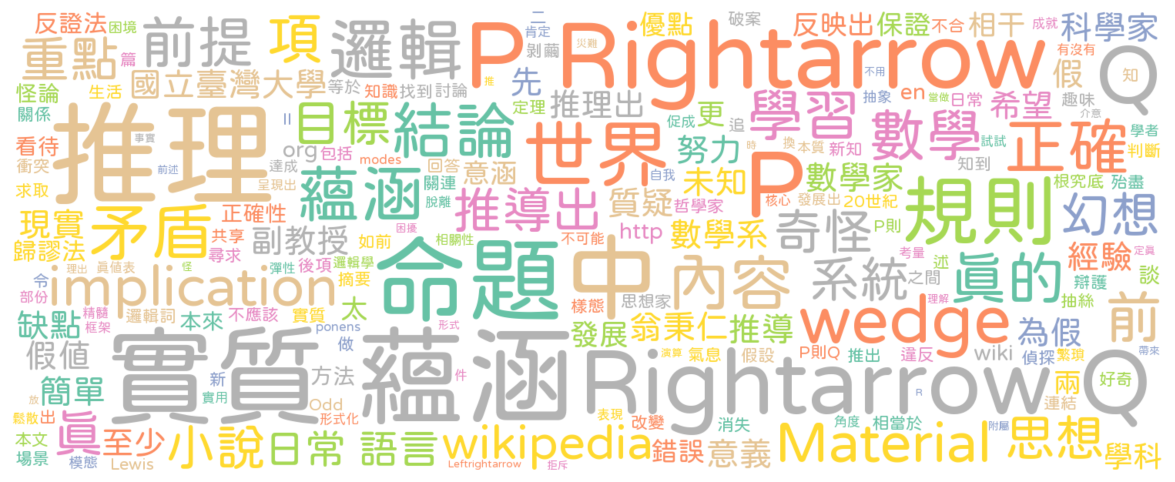 反證法 困境 篇 重點 前提 項 邏輯 P Rightarrow Q
二 肯定 剝繭 優點 破案 反映出 保證 不合 相干 成就 科學家
災難 有沒有 知
怪論 生活 國立臺灣大學 等於 知識 找到 討論 先 定理 推理出 更 追 抽象 en 當做 日常 假 希望 趣味 介意
關係 推理 事實 II 目標 結論 世界 促成 學習 數學 正確 學者 試試 判斷
看待 衝突 前述 org 包括 modes 回答 意涵 努力 換 本質 新知 時 知到
求取 達成 呈現出 蘊涵 關連 脫離 自我 未知 P 核心 數學家 殆盡 根究底
現實 矛盾 正確性 推導出 質疑 哲學家 發展出 20世紀 規則 幻想
歸謬法 共享 副教授 尋求 如前 困擾 相關性 不可能 http 數學系 奇怪 P則 考量 述 經驗 定眞
令 理出 眞值表 怪 彈性 後項 邏輯學 命題 中 內容 系統 之間 眞的 辯護 談
部份 implication 摘要 思想家 理解 抽絲
精髓 框架 邏輯詞 不應該 實質 太 樣態 wedge 前
缺點 本來 ponens 形式 發展 翁秉仁 推導 為假 帶來
假值 實質蘊涵 做 Rightarrow Q 演藝 氣息 假設 P則Q 推出 違反 wiki 偵探 繁瑣
簡單 新 實用 方法 件 R 兩 連結 好奇
鬆散 出 放 Odd 形式化 表現 改變 消失 角度 相當於 附屬
本文 場景 眞 至少 小說 日常 語言 wikipedia 錯誤 意義 Material 思想 學科
模態 Lewis Leftrightarrow 拒斥